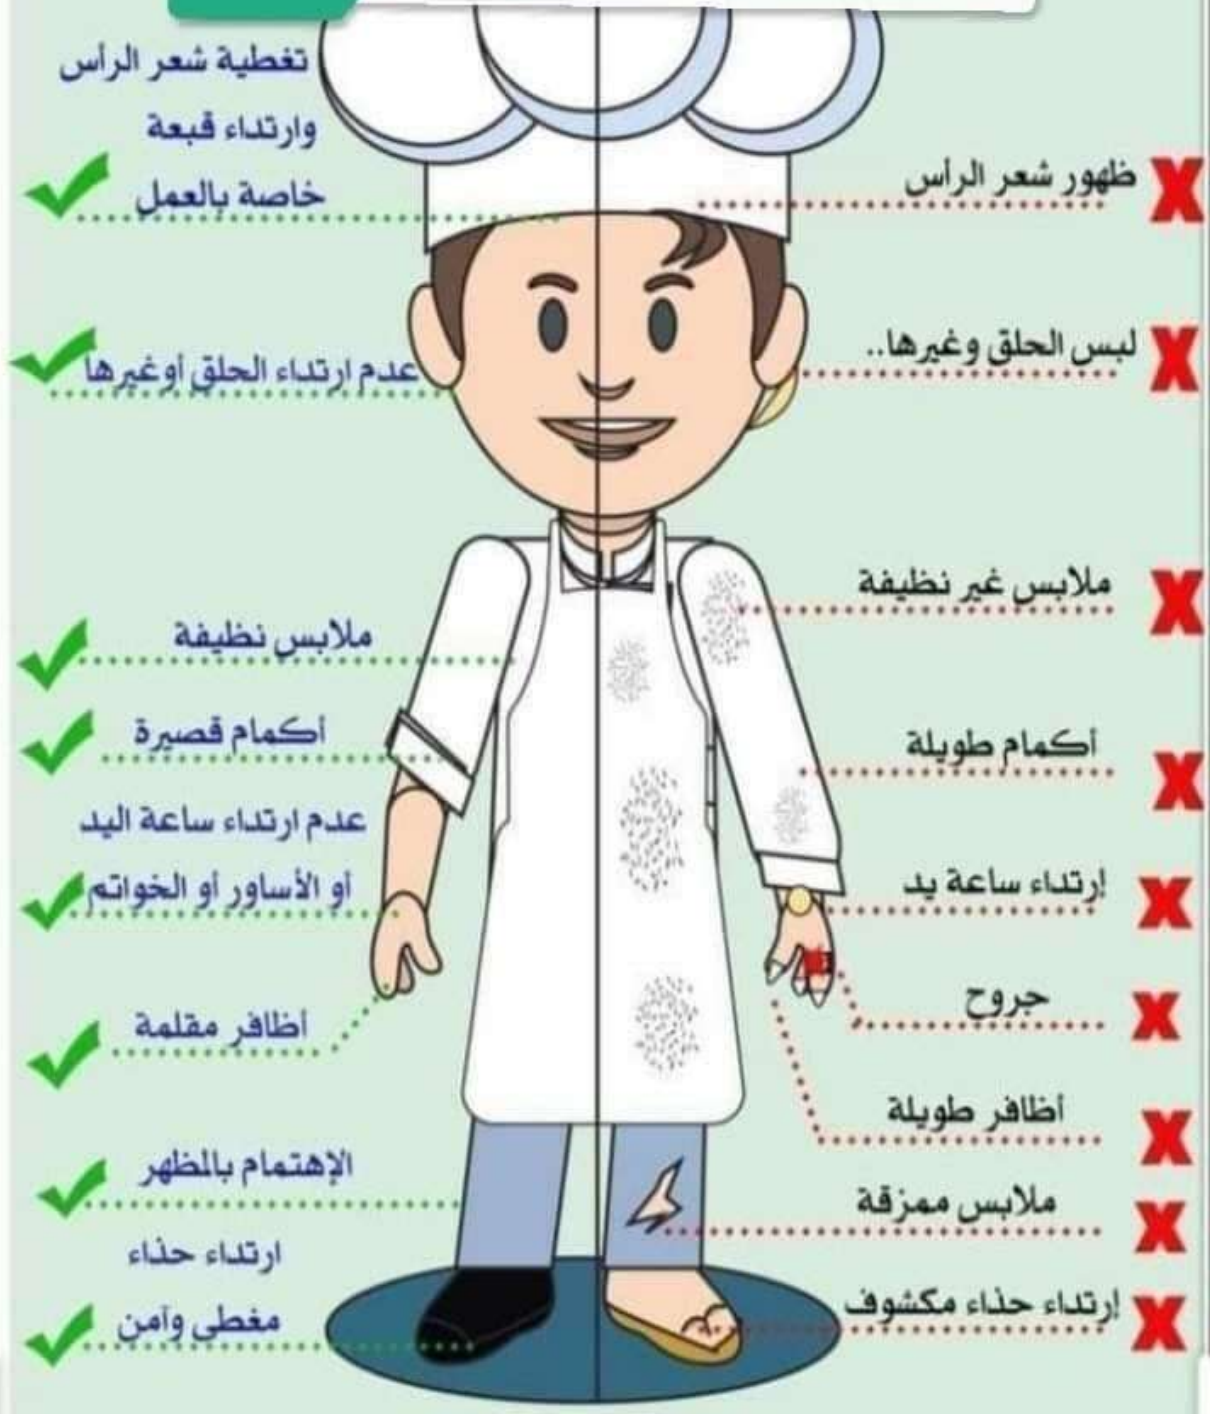 ظهور شعر الرأس
لبس الحلق وغيرها..
ملابس غير نظيفة
أكمام طويلة
إرتداء ساعة يد
جروح
أظافر طويلة
ملابس ممزقة
إرتداء حذاء مكشوف
تغطية شعر الرأس
وارتداء قبعة
خاصة بالعمل
عدم ارتداء الحلق أوغيرها
ملابس نظيفة
أكمام قصيرة
عدم ارتداء ساعة اليد
أو الأساور أو الخواتم
أظافر مقلمة
الإهتمام بالمظهر
ارتداء حذاء
مغطى وآمن